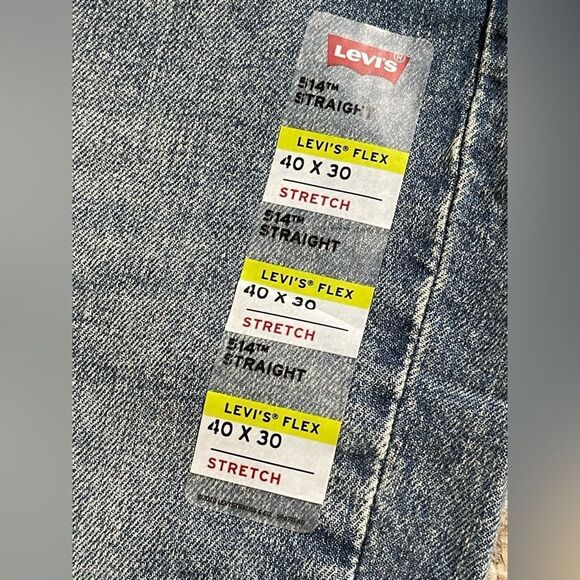 Levi's®
514™
STRAIGHT
LEVI'S® FLEX
40 X 30
STRETCH
514™
STRAIGHT
LEVI'S® FLEX
40 X 30
STRETCH
514™
STRAIGHT
LEVI'S® FLEX
40 X 30
STRETCH